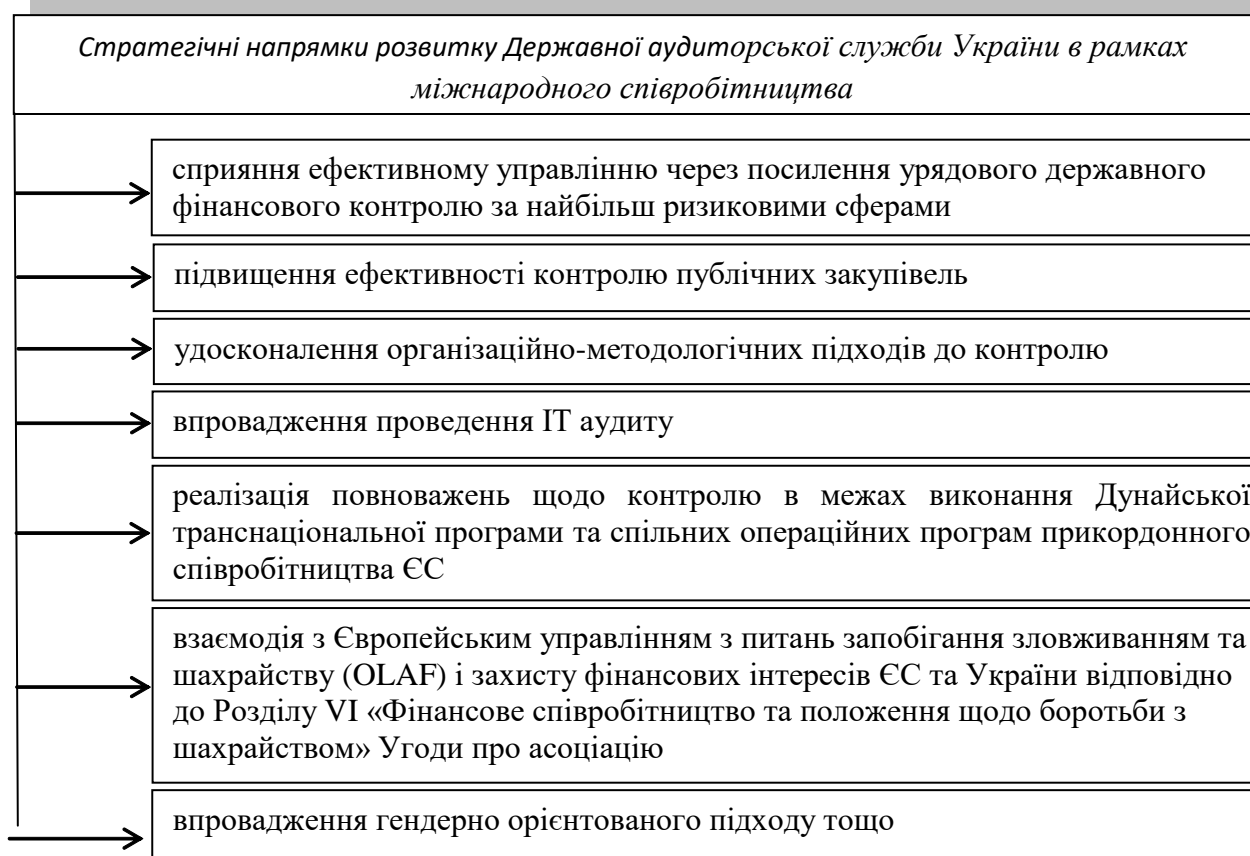 Стратегічні напрямки розвитку Державної аудиторської служби України в рамках
міжнародного співробітництва
сприяння ефективному управлінню через посилення урядового державного
фінансового контролю за найбільш ризиковими сферами
підвищення ефективності контролю публічних закупівель
удосконалення організаційно-методологічних підходів до контролю
впровадження проведення ІТ аудиту
реалізація повноважень щодо контролю в межах виконання Дунайської
транснаціональної програми та спільних операційних програм прикордонного
співробітництва ЄС
взаємодія з Європейським управлінням з питань запобігання зловживанням та
шахрайству (OLAF) і захисту фінансових інтересів ЄС та України відповідно
до Розділу VI «Фінансове співробітництво та положення щодо боротьби з
шахрайством» Угоди про асоціацію
впровадження гендерно орієнтованого підходу тощо